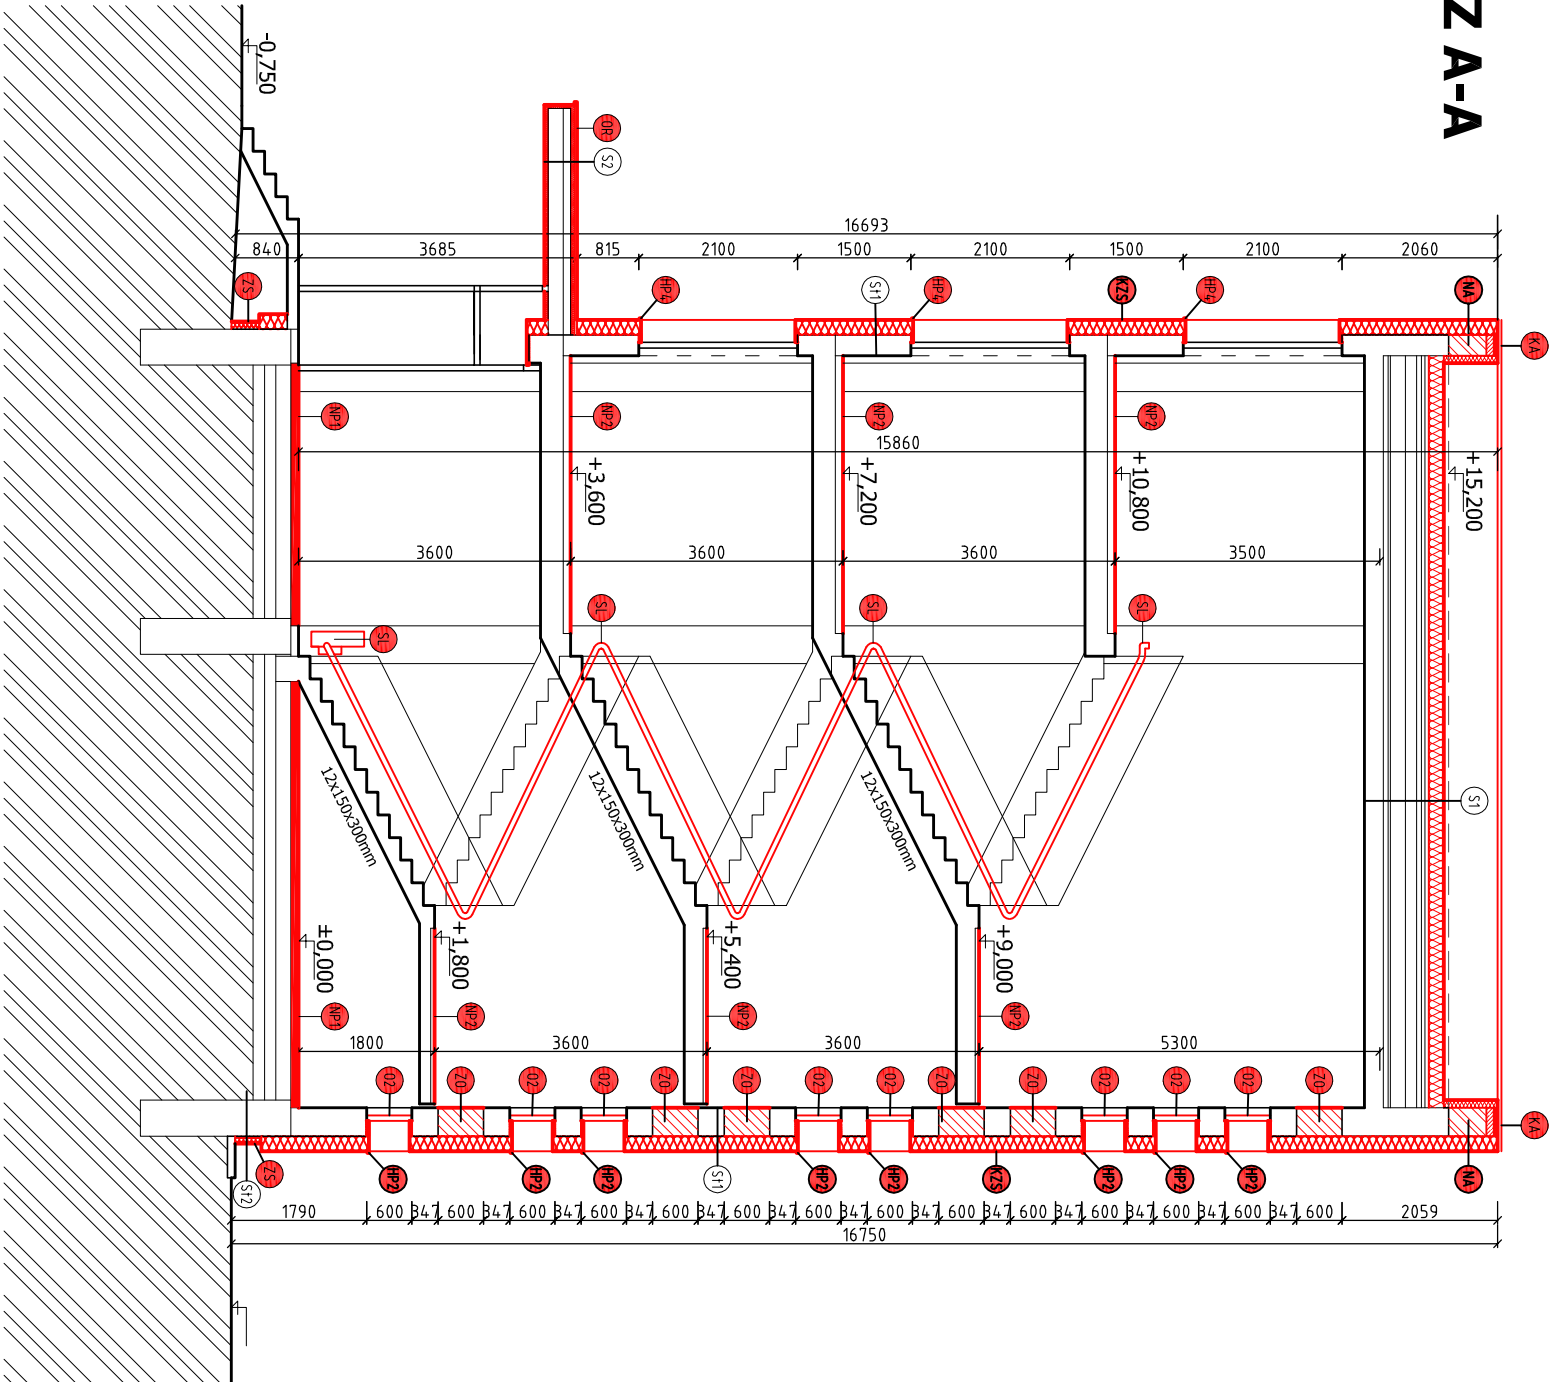 Z A-A
-0,750
OR
S2
16693
840
3685
815
2100
1500
2100
1500
2100
2060
ZS
HP4
St1
HP4
KZS
HP4
NA
KA
NP1
NP2
NP2
NP2
15860
+3,600
+7,200
+10,800
+15,200
3600
3600
3600
3500
SL
SL
SL
SL
S1
12x150x300mm
12x150x300mm
12x150x300mm
±0,000
+1,800
+5,400
+9,000
NP1
NP2
NP2
NP2
1800
3600
3600
5300
O2
ZO
O2
O2
ZO
ZO
O2
O2
ZO
ZO
O2
O2
O2
ZO
KA
St2
ZS
HP2
HP2
HP2
St1
HP2
HP2
KZS
HP2
HP2
HP2
NA
1790
600
347
600
347
600
347
600
347
600
347
600
347
600
347
600
347
600
347
600
347
600
347
600
347
600
347
600
2059
16750